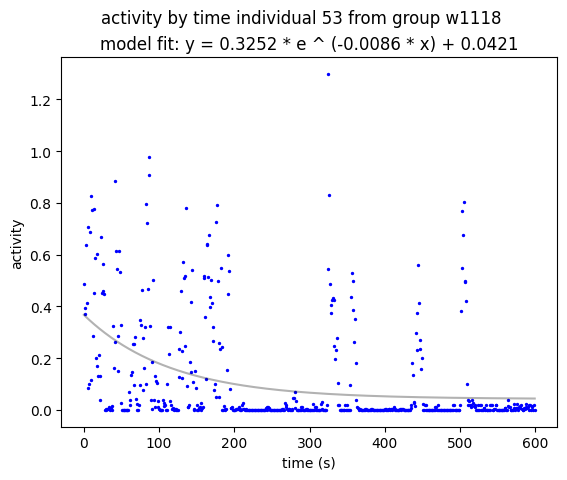 activity by time individual 53 from group w1118
model fit: y = 0.3252 * e ^ (-0.0086 * x) + 0.0421
1.2
1.0
0.8
0.6
0.4
0.2
0.0
activity
0 100 200 300 400 500 600
time (s)